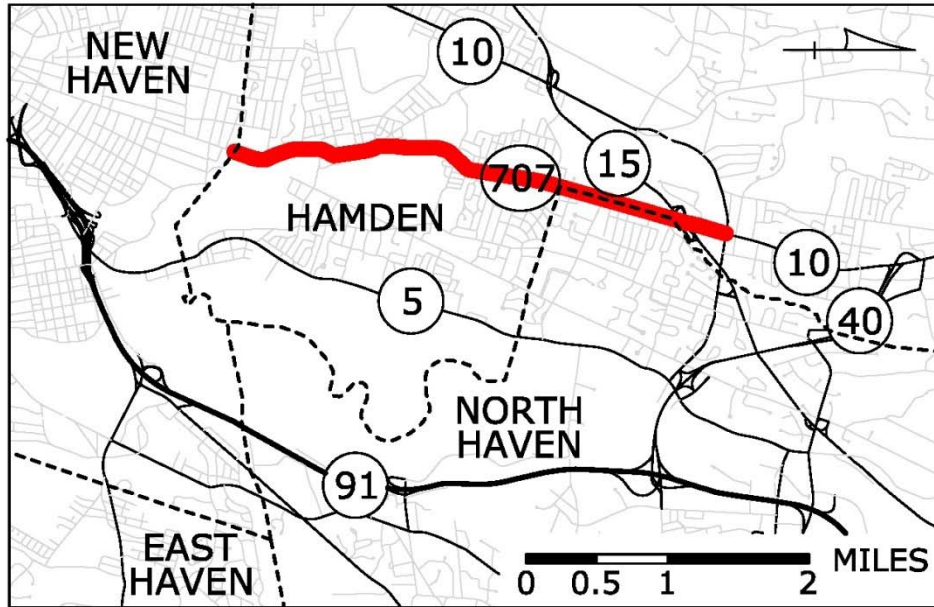 NEW
HAVEN
10
15
707
HAMDEN
10
5
40
NORTH
HAVEN
91
EAST
HAVEN
MILES
0 0.5 1 2